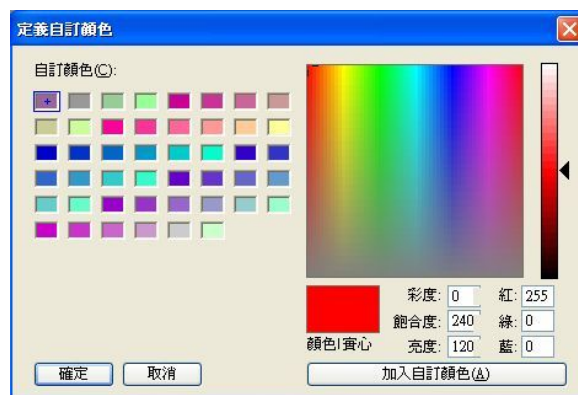 定義自訂顏色
自訂顏色(C):
彩度: 0 紅: 255
飽合度: 240 綠: 0
顏色|實心 亮度: 120 藍: 0
確定 取消 加入自訂顏色(A)